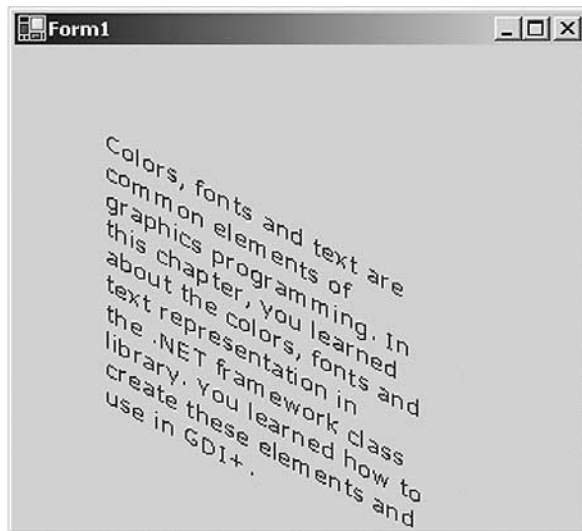 Form1
Colors, fonts and text are
common elements of
graphics programming. In
this chapter, you learned
about the colors, fonts and
text representation in
the .NET framework class
library. You learned how to
create these elements and
use in GDI+.